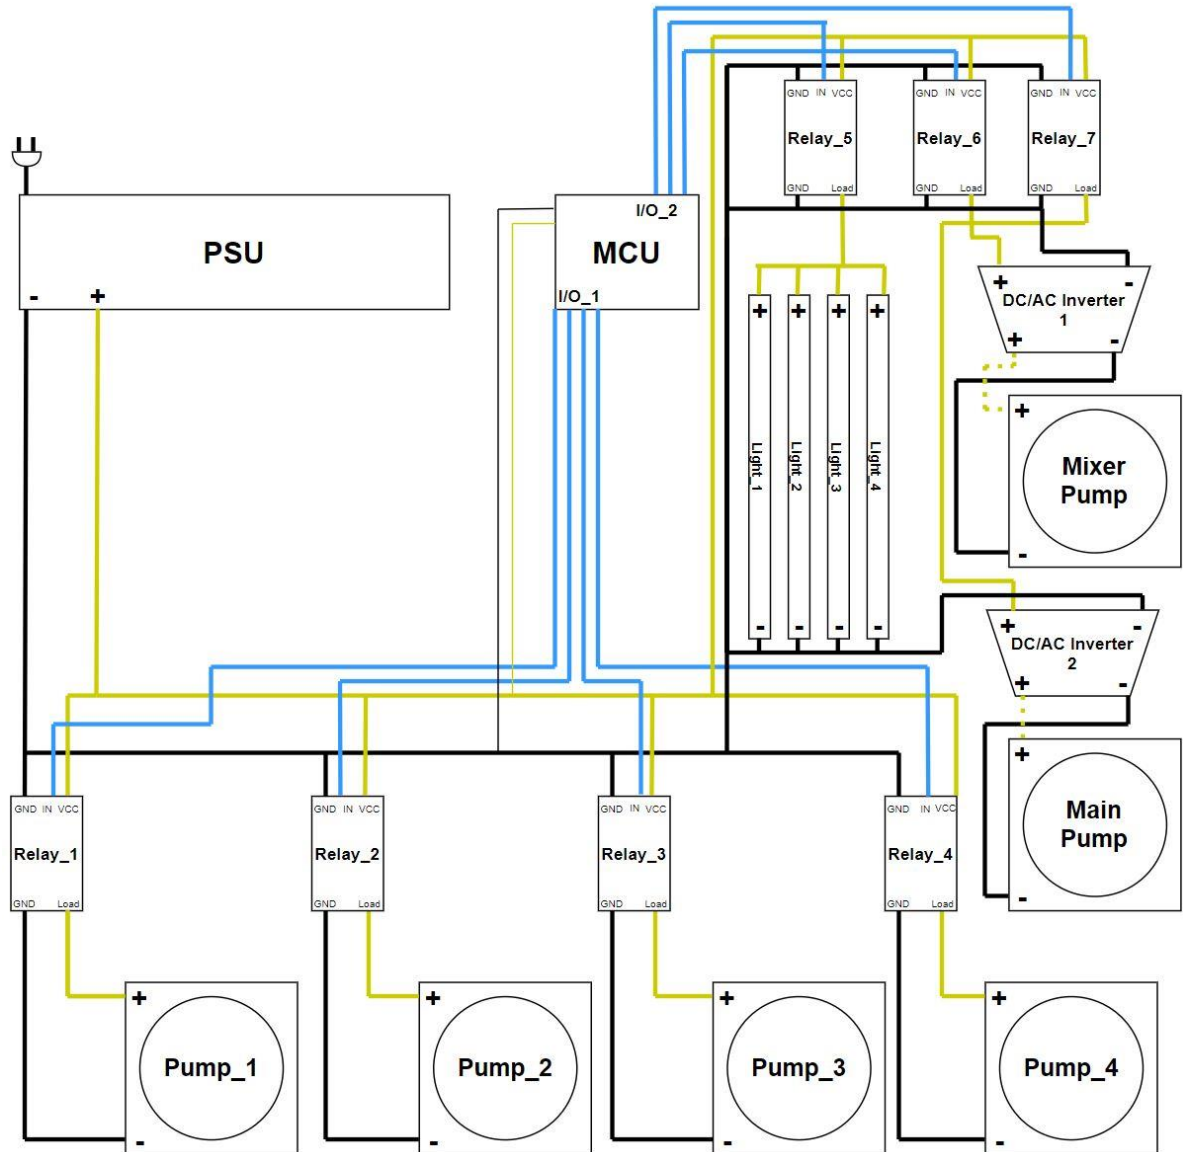 GND IN VCC
Relay_5
GND Load
GND IN VCC
Relay_6
GND Load
GND IN VCC
Relay_7
GND Load
PSU
- +
I/O_2
MCU
I/O_1
+ -
DC/AC Inverter
1
+ -
+
Mixer
Pump
-
+
Light_1
-
+
Light_2
-
+
Light_3
-
+
Light_4
-
+ -
DC/AC Inverter
2
+ -
+
Main
Pump
-
GND IN VCC
Relay_1
GND Load
GND IN VCC
Relay_2
GND Load
GND IN VCC
Relay_3
GND Load
GND IN VCC
Relay_4
GND Load
+
Pump_1
-
+
Pump_2
-
+
Pump_3
-
+
Pump_4
-